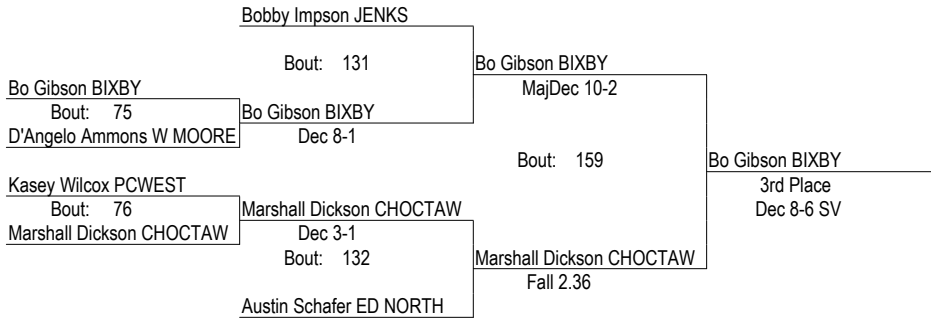 Bobby Impson JENKS
Bout: 131
Bo Gibson BIXBY
Bo Gibson BIXBY
MajDec 10-2
Bout: 75
Bo Gibson BIXBY
D'Angelo Ammons W MOORE
Dec 8-1
Bout: 159
Bo Gibson BIXBY
Kasey Wilcox PCWEST
3rd Place
Bout: 76
Marshall Dickson CHOCTAW
Dec 8-6 SV
Marshall Dickson CHOCTAW
Dec 3-1
Bout: 132
Marshall Dickson CHOCTAW
Fall 2.36
Austin Schafer ED NORTH